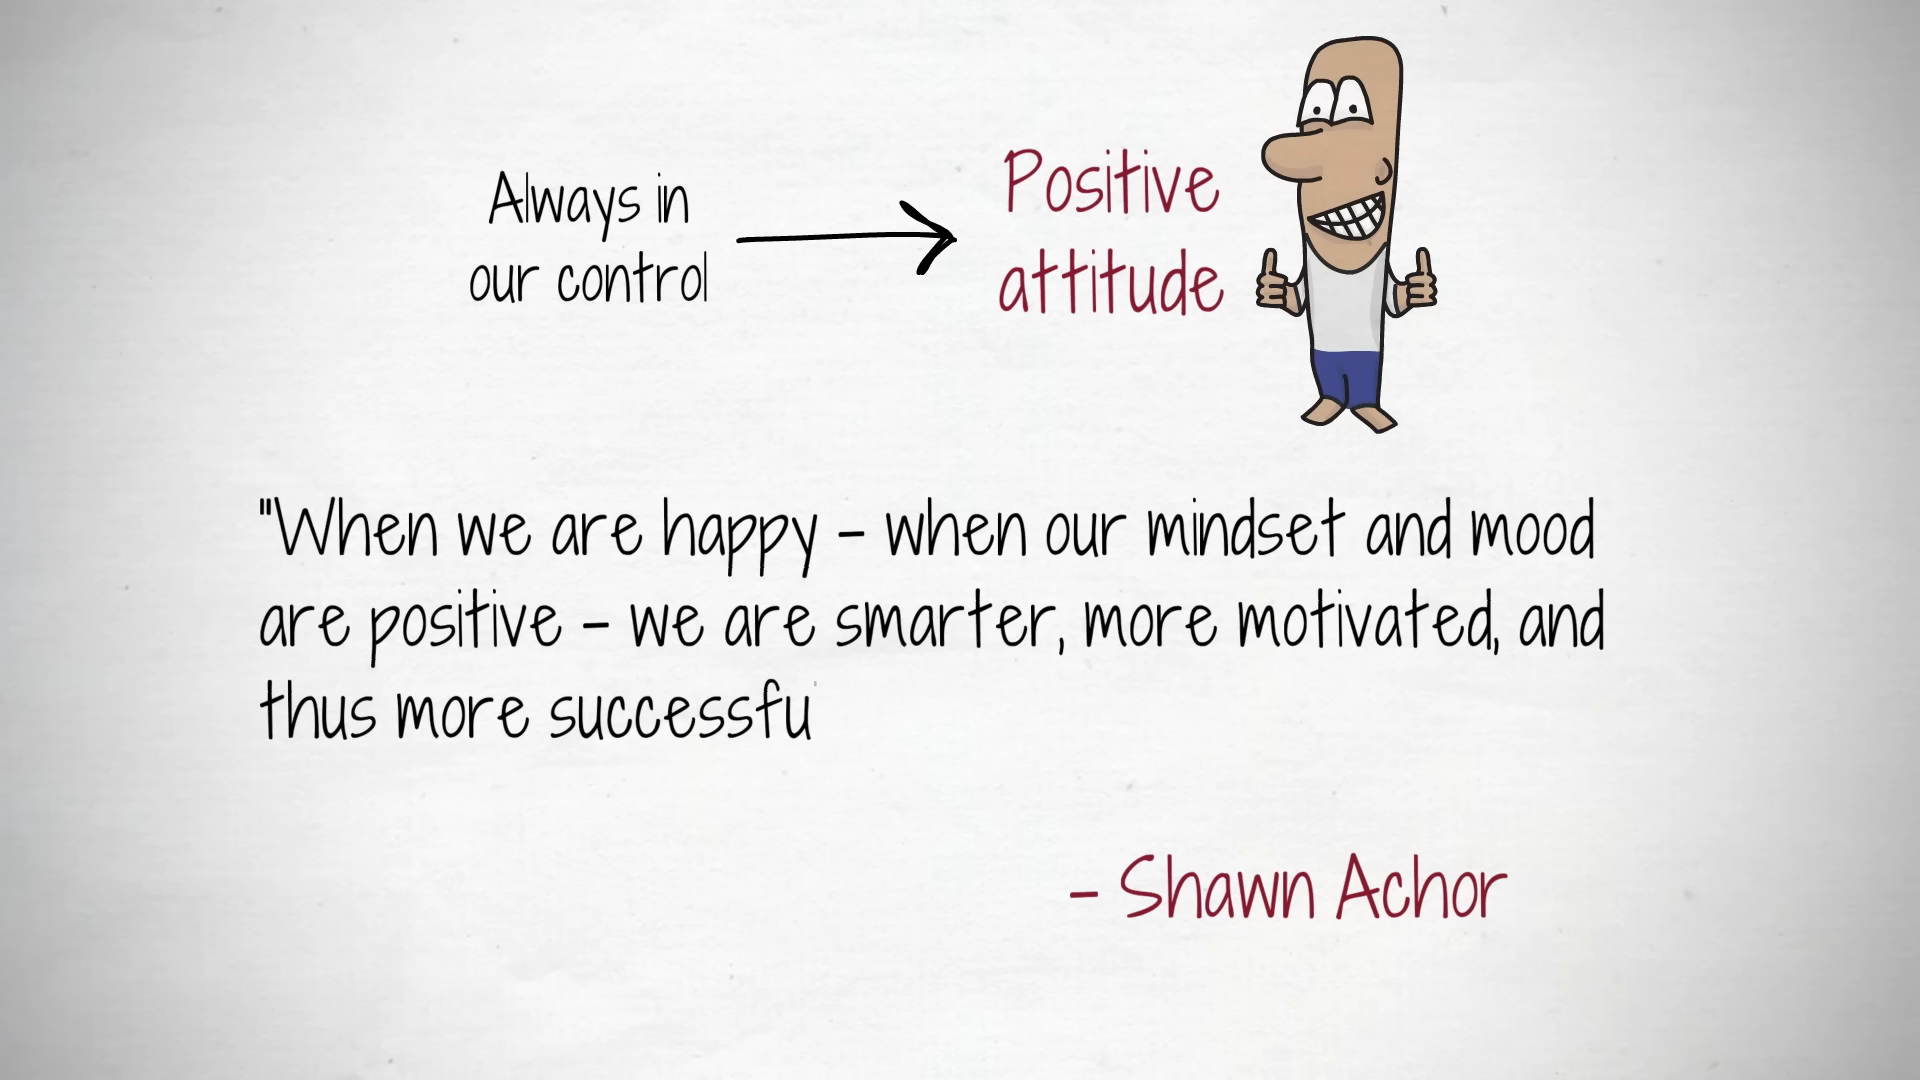 Always in
our control
Positive
attitude
"When we are happy - when our mindset and mood
are positive - we are smarter, more motivated, and
thus more successfu
- Shawn Achor